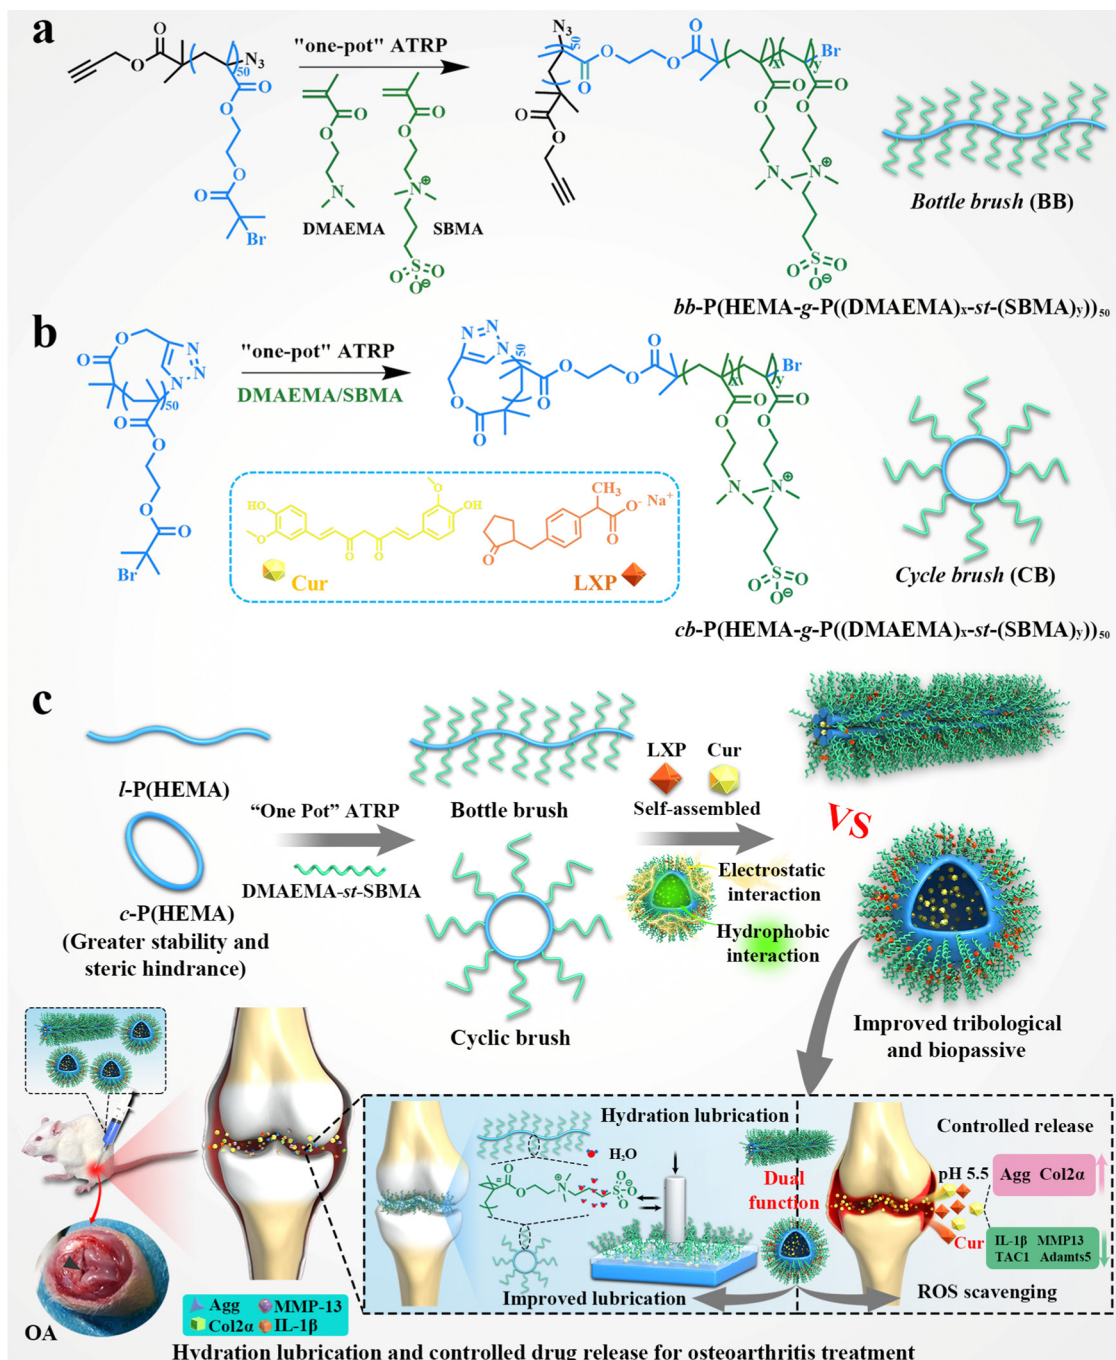 a
"one-pot" ATRP
DMAEMA
SBMA
Bottle brush (BB)
bb-P(HEMA-g-P((DMAEMA)x-st-(SBMA)y))50
b
"one-pot" ATRP
DMAEMA/SBMA
Cur
LXP
Cycle brush (CB)
cb-P(HEMA-g-P((DMAEMA)x-st-(SBMA)y))50
c
l-P(HEMA)
c-P(HEMA)
(Greater stability and
steric hindrance)
“One Pot” ATRP
DMAEMA-st-SBMA
Bottle brush
Cyclic brush
LXP
Cur
Self-assembled
Electrostatic
interaction
Hydrophobic
interaction
VS
Improved tribological
and biopassive
OA
Agg
MMP-13
Col2α
IL-1β
Hydration lubrication
H₂O
Improved lubrication
Dual
function
Controlled release
pH 5.5
Agg Col2α
Cur
IL-1β MMP13
TAC1 Adamts5
ROS scavenging
Hydration lubrication and controlled drug release for osteoarthritis treatment